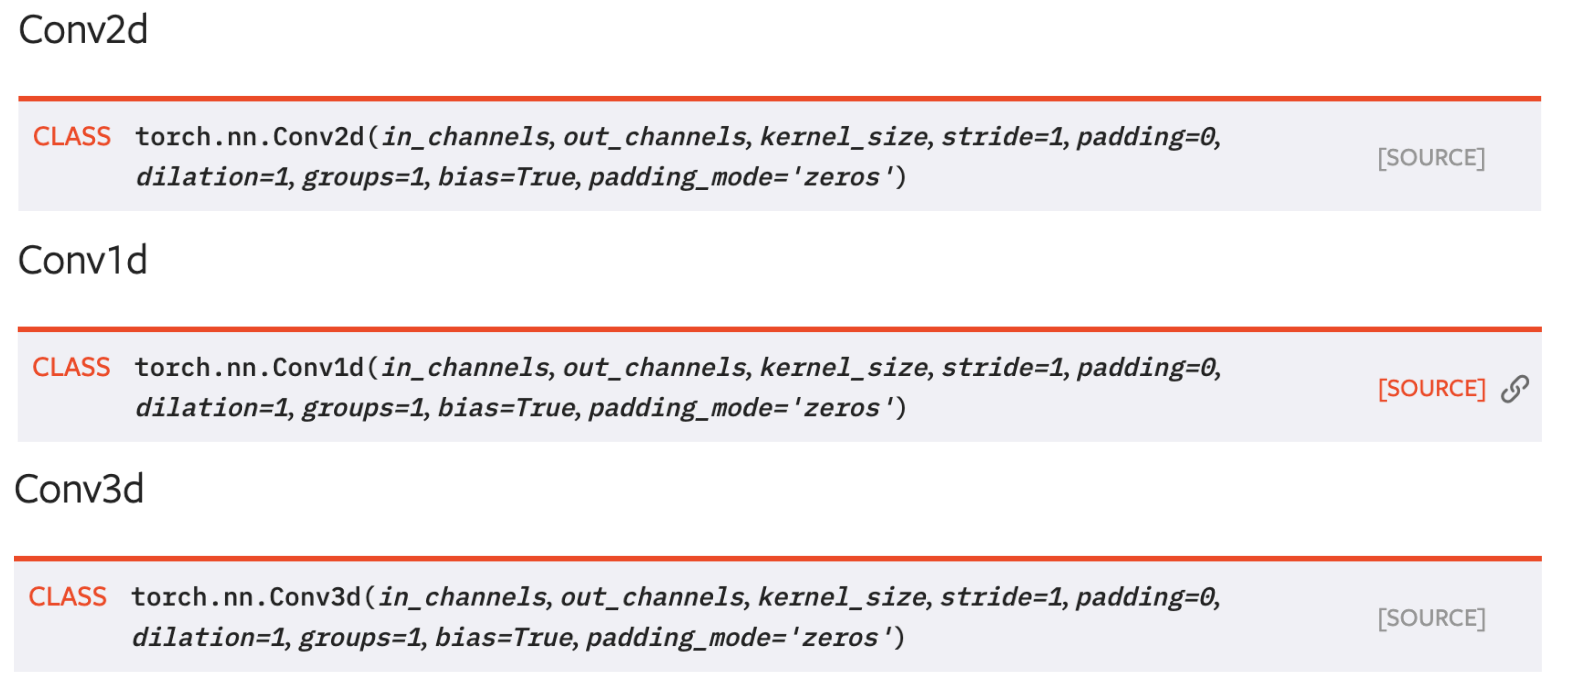 Conv2d
CLASS torch.nn.Conv2d(in_channels, out_channels, kernel_size, stride=1, padding=0,
dilation=1, groups=1, bias=True, padding_mode='zeros')
[SOURCE]
Conv1d
CLASS torch.nn.Conv1d(in_channels, out_channels, kernel_size, stride=1, padding=0,
dilation=1, groups=1, bias=True, padding_mode='zeros')
[SOURCE]
Conv3d
CLASS torch.nn.Conv3d(in_channels, out_channels, kernel_size, stride=1, padding=0,
dilation=1, groups=1, bias=True, padding_mode='zeros')
[SOURCE]